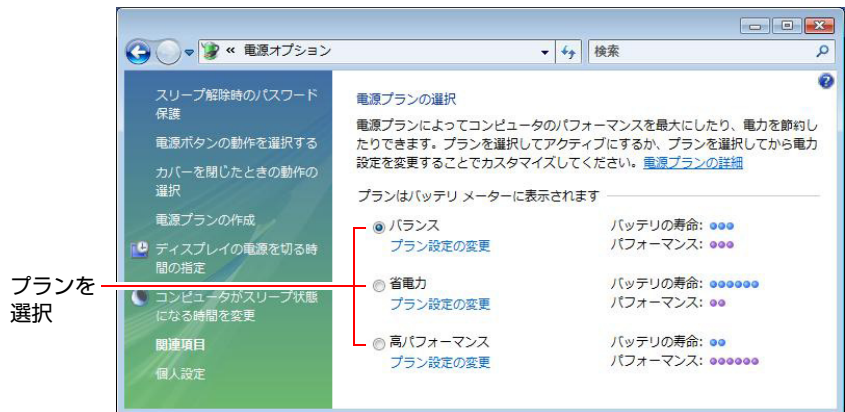 « 電源オプション
検索
スリープ解除時のパスワード
保護
電源ボタンの動作を選択する
カバーを閉じたときの動作の
選択
電源プランの作成
ディスプレイの電源を切る時
間の指定
コンピュータがスリープ状態
になる時間を変更
関連項目
個人設定
電源プランの選択
電源プランによってコンピュータのパフォーマンスを最大にしたり、電力を節約し
たりできます。プランを選択してアクティブにするか、プランを選択してから電力
設定を変更することでカスタマイズしてください。電源プランの詳細
プランはバッテリ メーターに表示されます
バランス
プラン設定の変更
バッテリの寿命:
パフォーマンス:
省電力
プラン設定の変更
バッテリの寿命:
パフォーマンス:
高パフォーマンス
プラン設定の変更
バッテリの寿命:
パフォーマンス:
プランを
選択